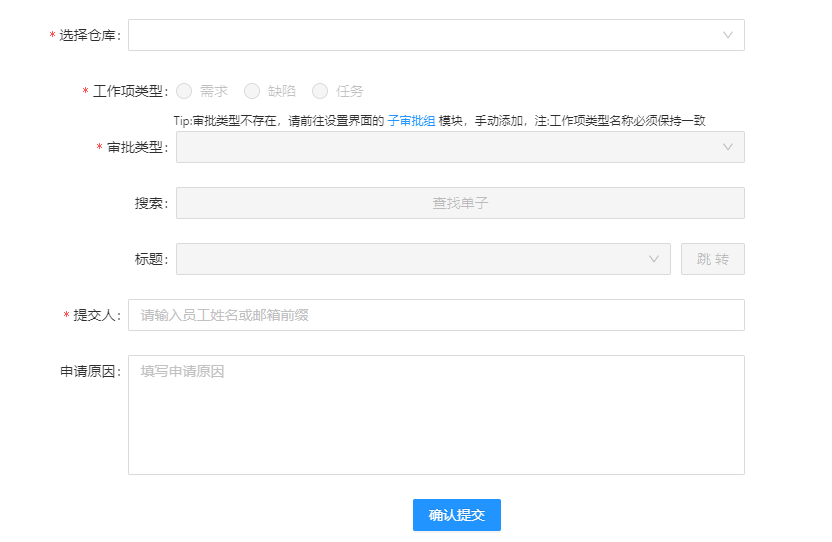 * 选择仓库:
* 工作项类型: 需求 缺陷 任务
Tip:审批类型不存在，请前往设置界面的 子审批组 模块，手动添加，注:工作项类型名称必须保持一致
* 审批类型:
搜索: 查找单子
标题: 跳 转
* 提交人: 请输入员工姓名或邮箱前缀
申请原因: 填写申请原因
确认提交